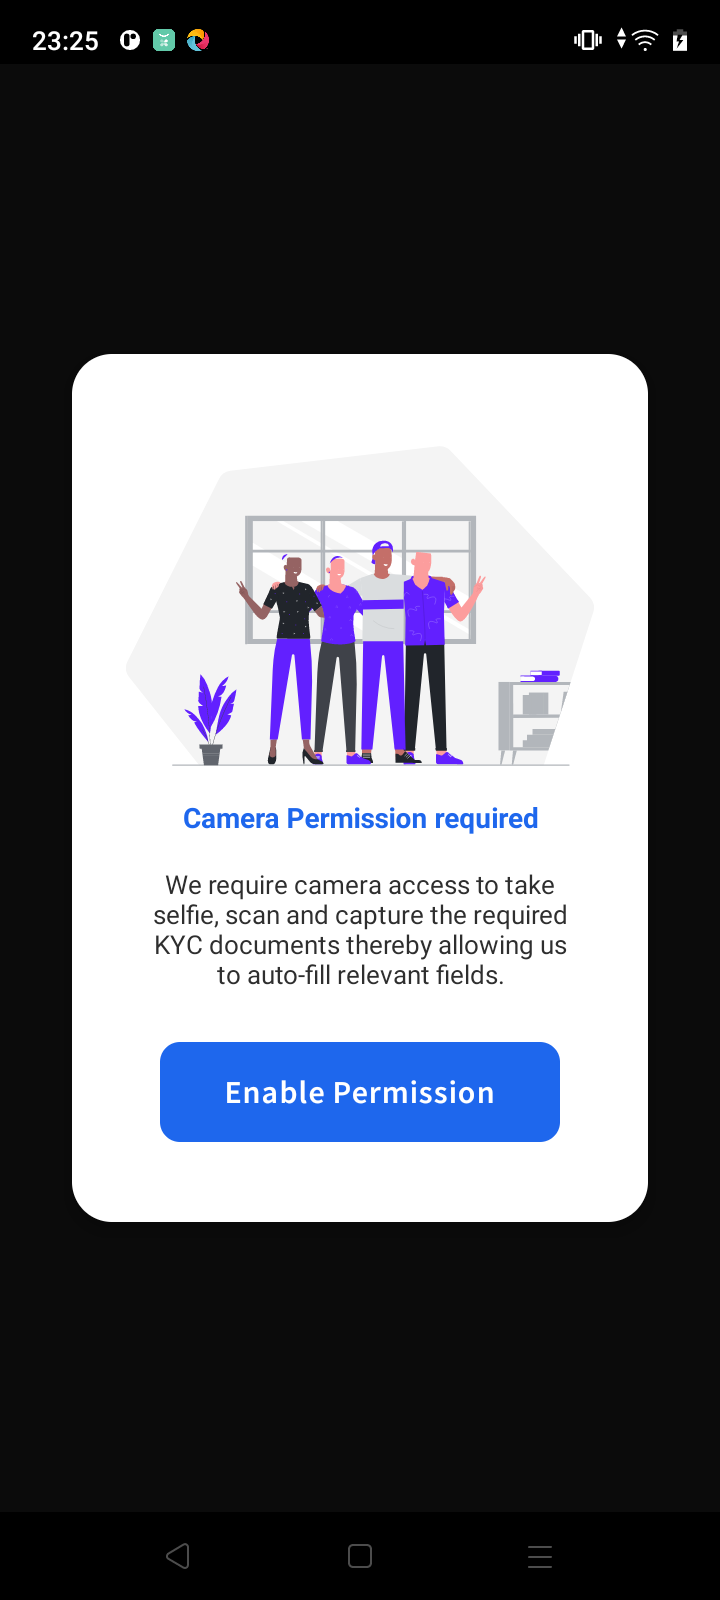 23:25
Camera Permission required
We require camera access to take
selfie, scan and capture the required
KYC documents thereby allowing us
to auto-fill relevant fields.
Enable Permission